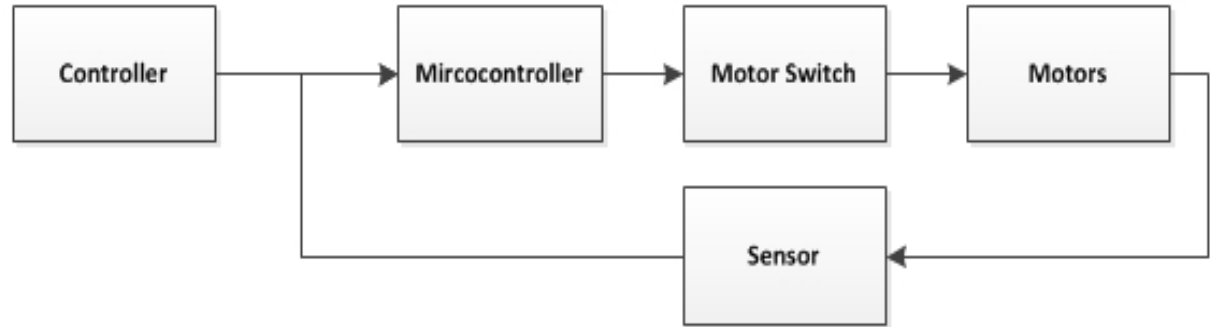 Controller
Mircocontroller
Motor Switch
Motors
Sensor